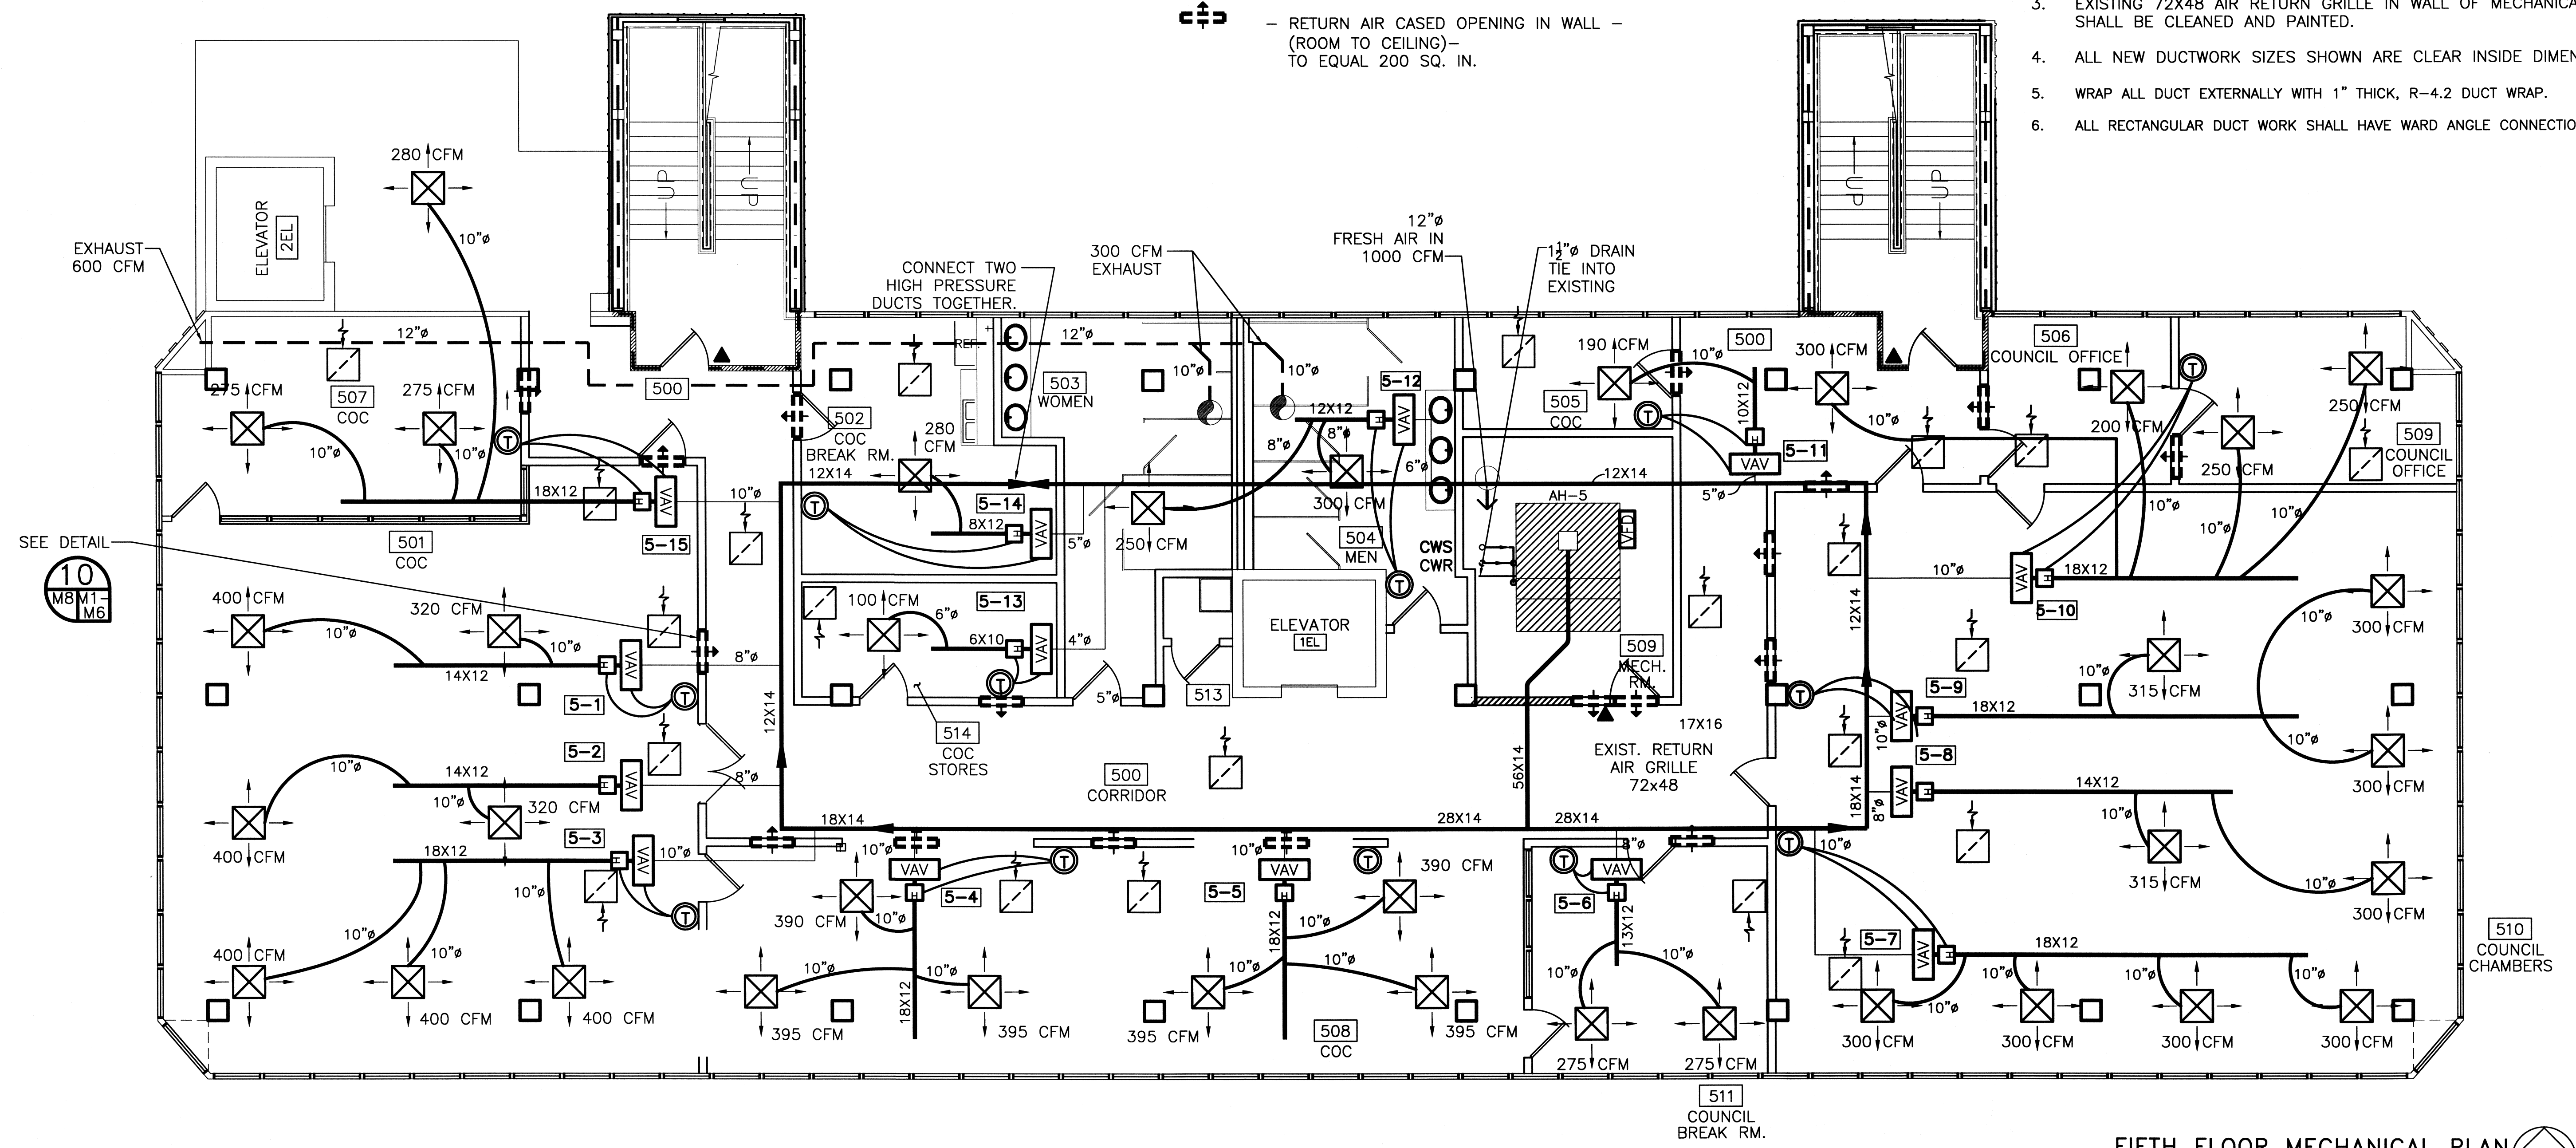 – RETURN AIR CASED OPENING IN WALL –
(ROOM TO CEILING)–
TO EQUAL 200 SQ. IN.
3. EXISTING 72X48 AIR RETURN GRILLE IN WALL OF MECHANICA
SHALL BE CLEANED AND PAINTED.
4. ALL NEW DUCTWORK SIZES SHOWN ARE CLEAR INSIDE DIMEN
5. WRAP ALL DUCT EXTERNALLY WITH 1" THICK, R–4.2 DUCT WRAP.
6. ALL RECTANGULAR DUCT WORK SHALL HAVE WARD ANGLE CONNECTIO
280 CFM
10"ø
ELEVATOR
2EL
EXHAUST
600 CFM
UP
dn
12"ø
FRESH AIR IN
1000 CFM
1½"ø DRAIN
TIE INTO
EXISTING
300 CFM
EXHAUST
CONNECT TWO
HIGH PRESSURE
DUCTS TOGETHER.
dn
UP
12"ø
REF.
12"ø
275 CFM
507
COC
275 CFM
10"ø
10"ø
500
502
COC
BREAK RM.
503
WOMEN
10"ø
10"ø
5-12
12X12
VAV
H
8"ø
8"ø
6"ø
190 CFM
505
COC
10"ø
10X12
500
300 CFM
10"ø
506
COUNCIL OFFICE
200 CFM
250 CFM
250 CFM
509
COUNCIL
OFFICE
18X12
H
VAV
5-15
10"ø
280
CFM
12X14
5-14
8X12
H
VAV
5"ø
250 CFM
300 CFM
504
MEN
CWS
CWR
AH-5
VFD
12X14
H
VAV
5-11
5"ø
10"ø
10"ø
10"ø
501
COC
SEE DETAIL
10
M8
M1–
M6
400 CFM
10"ø
320 CFM
10"ø
14X12
H
VAV
5-1
8"ø
100 CFM
6"ø
5-13
6X10
H
VAV
4"ø
5"ø
ELEVATOR
1EL
513
509
MECH.
RM.
12X14
10"ø
VAV
H
18X12
5-10
300 CFM
10"ø
315 CFM
10"ø
T
5-9
VAV
H
18X12
10"ø
12X14
514
COC
STORES
500
CORRIDOR
56X14
17X16
EXIST. RETURN
AIR GRILLE
72x48
5-2
14X12
H
VAV
8"ø
10"ø
10"ø
400 CFM
320 CFM
5-8
VAV
H
8"ø
18X14
14X12
10"ø
10"ø
300 CFM
315 CFM
300 CFM
18X14
28X14
28X14
5-3
18X12
H
VAV
10"ø
10"ø
10"ø
10"ø
400 CFM
400 CFM
400 CFM
10"ø
VAV
H
5-4
390 CFM
10"ø
10"ø
10"ø
18X12
395 CFM
395 CFM
10"ø
VAV
H
5-5
390 CFM
10"ø
10"ø
10"ø
18X12
395 CFM
508
COC
395 CFM
8"ø
VAV
H
5-6
13X12
10"ø
10"ø
275 CFM
275 CFM
511
COUNCIL
BREAK RM.
10"ø
5-7
VAV
H
18X12
10"ø
10"ø
10"ø
10"ø
300 CFM
300 CFM
300 CFM
300 CFM
510
COUNCIL
CHAMBERS
FIFTH FLOOR MECHANICAL PLAN